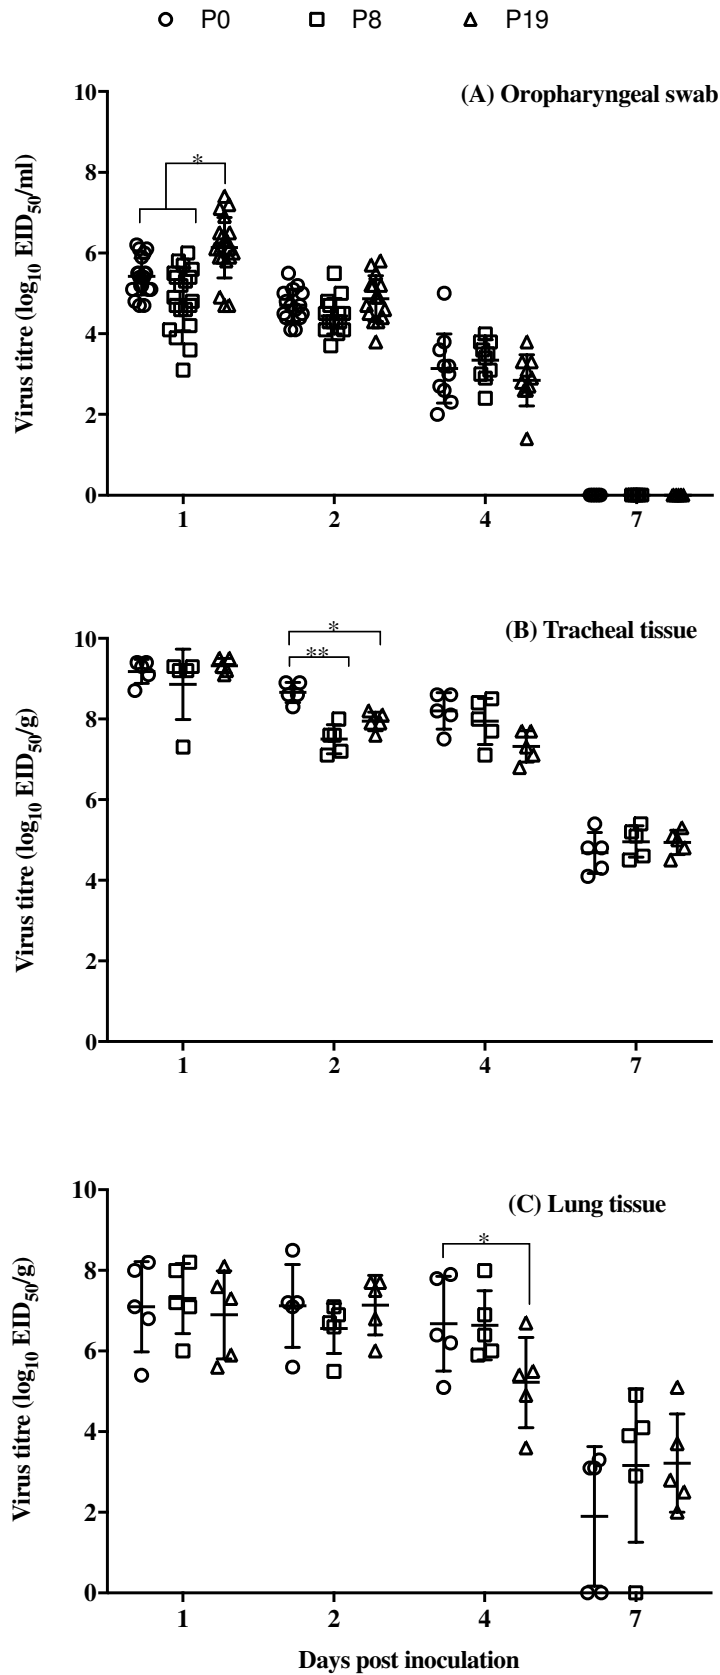 P0 P8 P19
(A) Oropharyngeal swab
Virus titre (log10 EID50/ml)
10
8
6
4
2
0
*
1 2 4 7
(B) Tracheal tissue
Virus titre (log10 EID50/g)
10
8
6
4
2
0
*
**
1 2 4 7
(C) Lung tissue
Virus titre (log10 EID50/g)
10
8
6
4
2
0
*
1 2 4 7
Days post inoculation